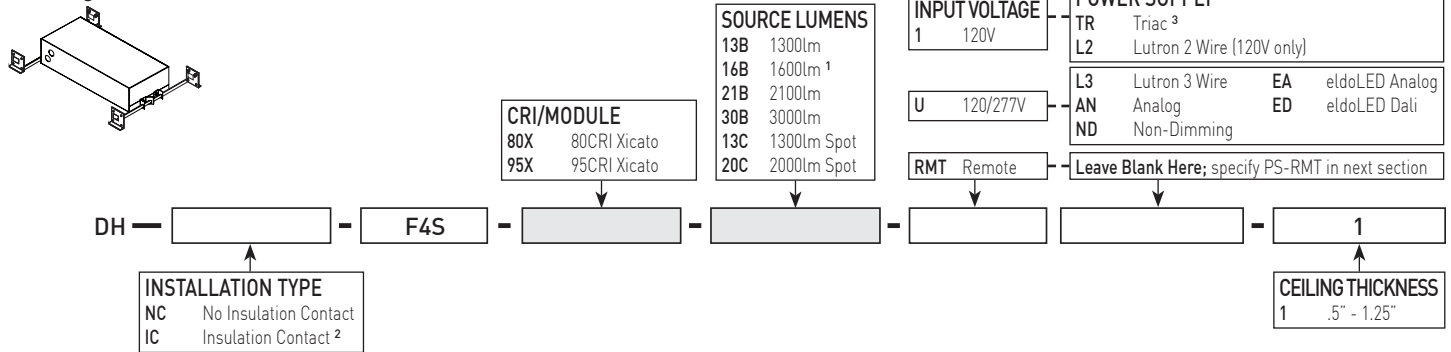 SOURCE LUMENS
13B 1300lm
16B 1600lm ¹
21B 2100lm
30B 3000lm
13C 1300lm Spot
20C 2000lm Spot
INPUT VOLTAGE
1 120V
POWER SUPPLY
TR Triac ³
L2 Lutron 2 Wire (120V only)
CRI/MODULE
80X 80CRI Xicato
95X 95CRI Xicato
U 120/277V
L3 Lutron 3 Wire EA eldoLED Analog
AN Analog ED eldoLED Dali
ND Non-Dimming
RMT Remote
Leave Blank Here; specify PS-RMT in next section
DH — - F4S - - - - 1
INSTALLATION TYPE
NC No Insulation Contact
IC Insulation Contact ²
CEILING THICKNESS
1 .5" - 1.25"